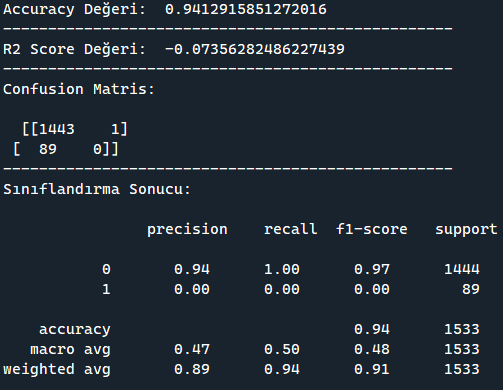 Accuracy Değeri:  0.9412915851272016
--------------------------------------------------
R2 Score Değeri:  -0.07356282486227439
--------------------------------------------------
Confusion Matris:
[[1443    1]
[  89    0]]
--------------------------------------------------
Sınıflandırma Sonucu:
precision    recall  f1-score   support
0       0.94      1.00      0.97      1444
1       0.00      0.00      0.00        89
accuracy                           0.94      1533
macro avg       0.47      0.50      0.48      1533
weighted avg       0.89      0.94      0.91      1533